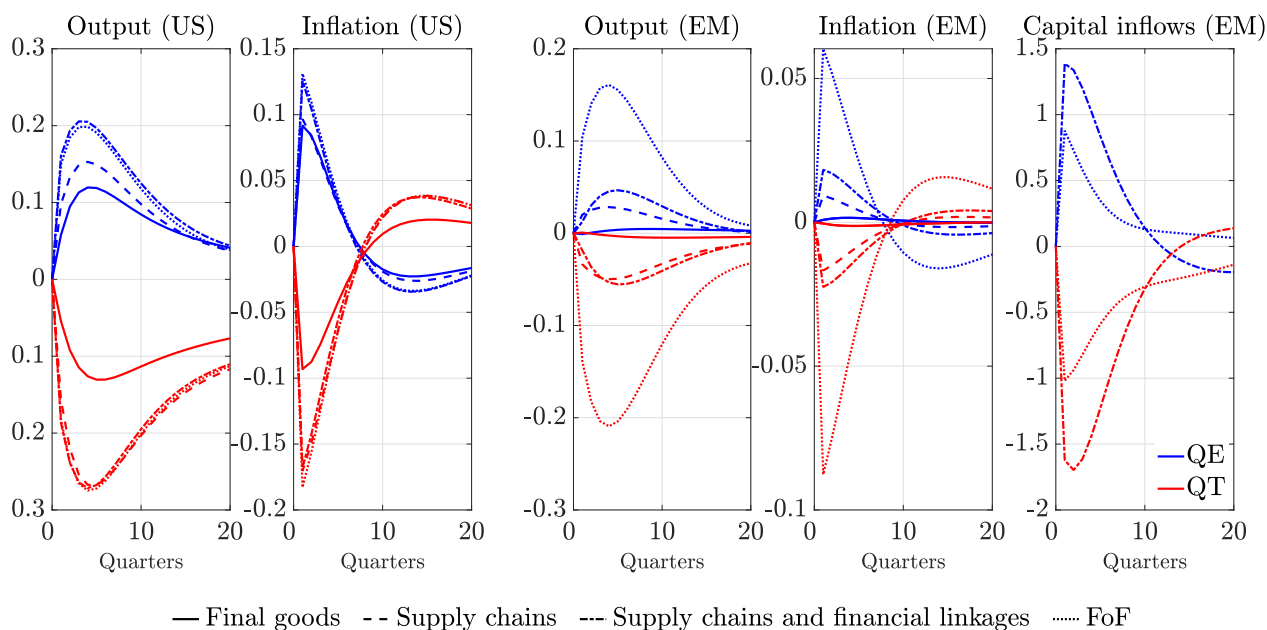 Output (US)
Inflation (US)
Output (EM)
Inflation (EM)
Capital inflows (EM)
0.3
0.2
0.1
0
0.1
0.2
0.3
0 10 20
Quarters
0.15
0.1
0.05
0
-0.05
-0.1
-0.15
-0.2
0 10 20
Quarters
0.2
0.1
0
-0.1
-0.2
-0.3
0 10 20
Quarters
0.05
0
-0.05
-0.1
0 10 20
Quarters
1.5
1
0.5
0
-0.5
-1
-1.5
-2
0 10 20
Quarters
QE
QT
Final goods
Supply chains
Supply chains and financial linkages
FoF